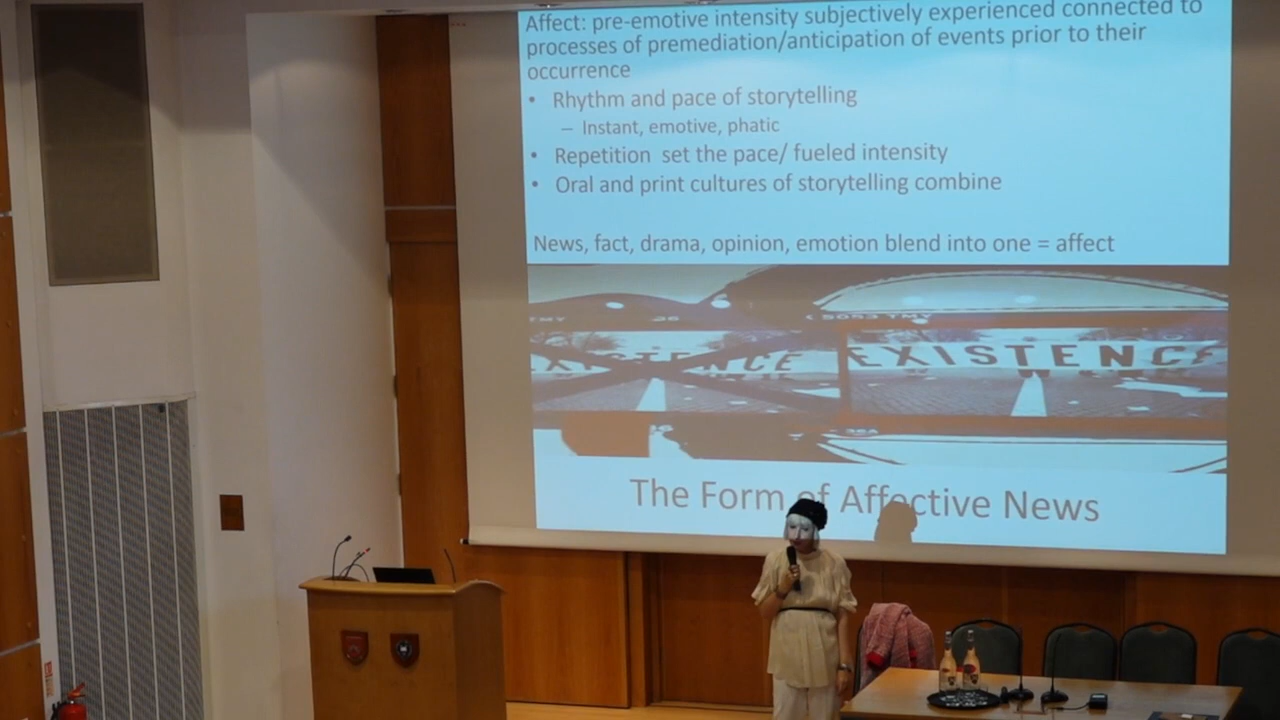 Affect: pre-emotive intensity subjectively experienced connected to
processes of premediation/anticipation of events prior to their
occurrence
• Rhythm and pace of storytelling
– Instant, emotive, phatic
• Repetition set the pace/ fueled intensity
• Oral and print cultures of storytelling combine
News, fact, drama, opinion, emotion blend into one = affect
EXISTENCE
The Form of Affective News